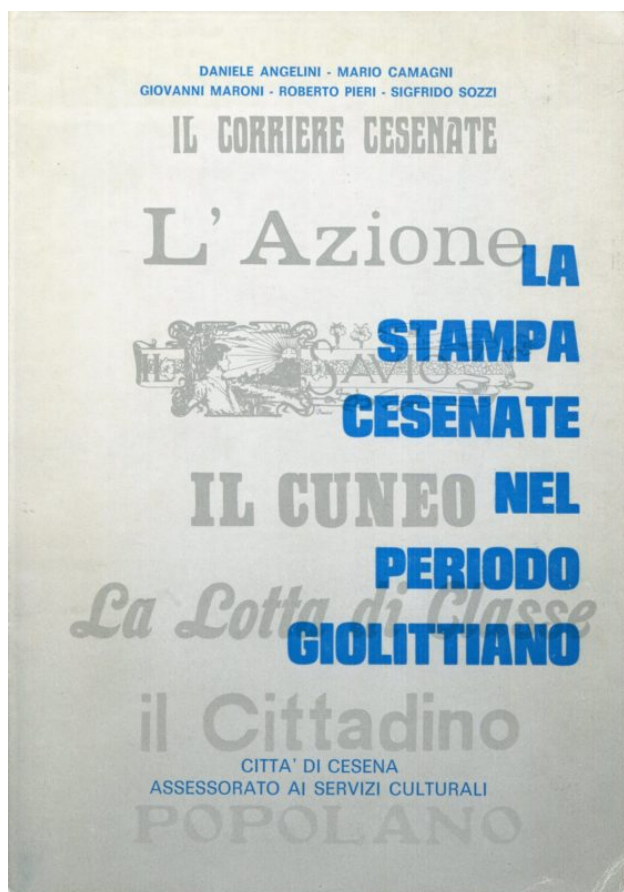 DANIELE ANGELINI - MARIO CAMAGNI
GIOVANNI MARONI - ROBERTO PIERI - SIGFRIDO SOZZI
IL CORRIERE CESENATE
L'Azione
LA
STAMPA
IL SAVIO
CESENATE
IL CUNEO
NEL
PERIODO
La Lotta di Classe
GIOLITTIANO
il Cittadino
CITTA' DI CESENA
ASSESSORATO AI SERVIZI CULTURALI
POPOLANO